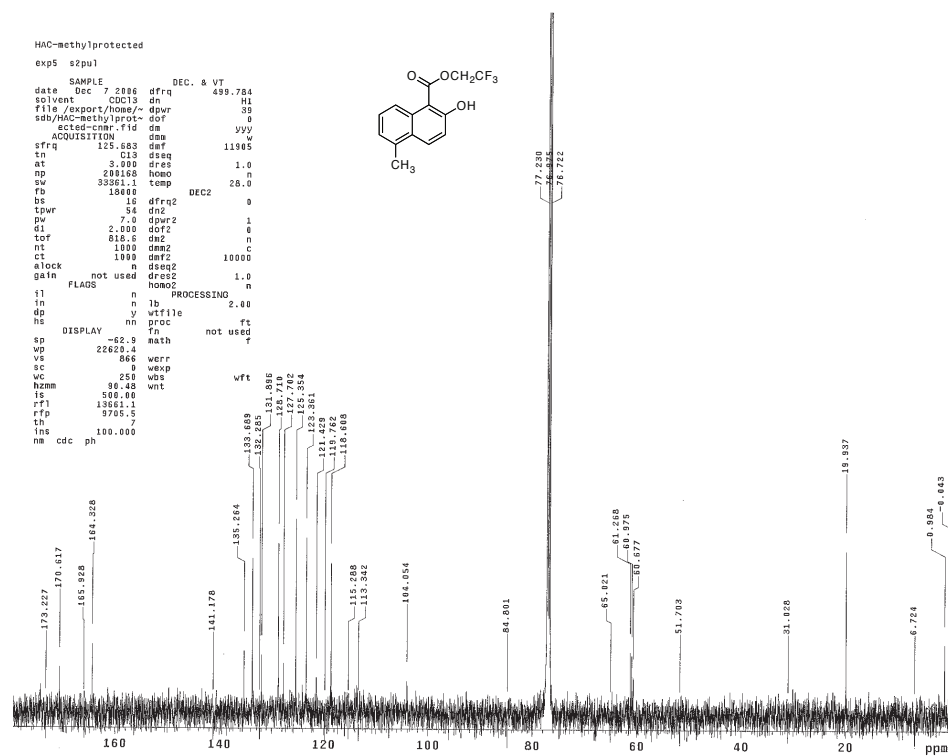 HAC-methylprotected
exp5 s2pul
SAMPLE DEC. & VT
date Dec 7 2006 dfrq 499.784
solvent CDCl3 dn H1
file /export/home/~ dpwr 39
sdb/HAC-methylprot~ dof 0
ected-cnmr.fid dm yyy
ACQUISITION dmm w
sfrq 125.683 dmf 11905
tn C13 dseq
at 3.000 dres 1.0
np 200168 homo n
sw 33361.1 temp 28.0
fb 18000 DEC2
bs 16 dfrq2 0
tpwr 54 dn2
pw 7.0 dpwr2 1
d1 2.000 dof2 0
tof 818.6 dm2 n
nt 1000 dmm2 c
ct 1000 dmf2 10000
alock n dseq2
gain not used dres2 1.0
FLAGS homo2 n
il n PROCESSING
in n lb 2.00
dp y wtfile
hs nn proc ft
DISPLAY fn not used
sp -62.9 math f
wp 22620.4
vs 866 werr
sc 0 wexp
wc 250 wbs wft
hzmm 90.48 wnt
is 500.00
rfl 13661.1
rfp 9705.5
th 7
ins 100.000
nm cdc ph
O
OCH2CF3
OH
CH3
173.227
170.617
165.928
164.328
141.178
135.264
133.689
132.285
131.896
128.710
127.702
125.354
123.361
121.429
119.762
118.608
115.288
113.342
104.054
84.801
77.230
76.975
76.722
65.021
61.268
60.975
60.677
51.703
31.028
19.937
6.724
0.984
-0.043
160 140 120 100 80 60 40 20 ppm